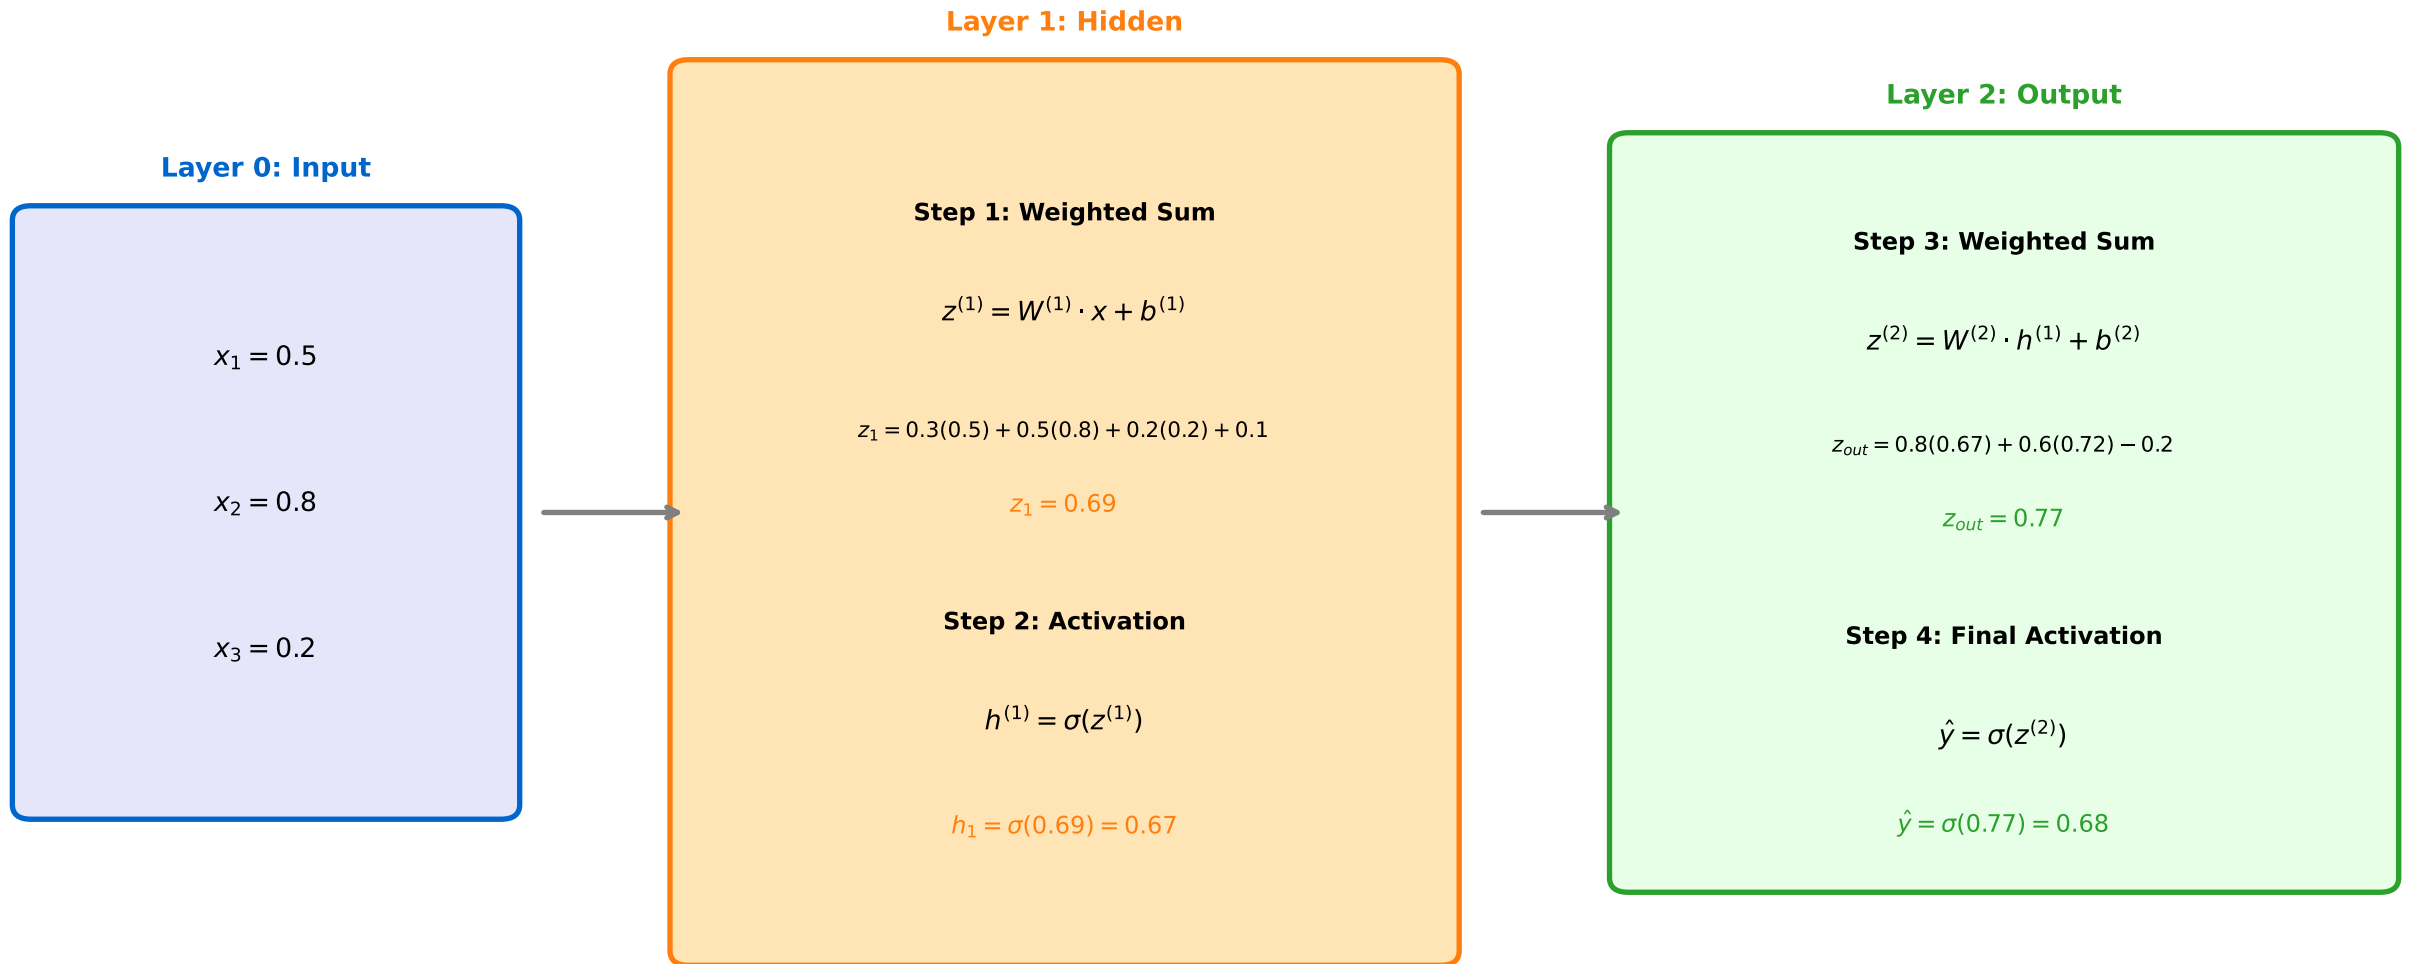 Layer 0: Input
x₁ = 0.5
x₂ = 0.8
x₃ = 0.2
Layer 1: Hidden
Step 1: Weighted Sum
z⁽¹⁾ = W⁽¹⁾ · x + b⁽¹⁾
z₁ = 0.3(0.5) + 0.5(0.8) + 0.2(0.2) + 0.1
z₁ = 0.69
Step 2: Activation
h⁽¹⁾ = σ(z⁽¹⁾)
h₁ = σ(0.69) = 0.67
Layer 2: Output
Step 3: Weighted Sum
z⁽²⁾ = W⁽²⁾ · h⁽¹⁾ + b⁽²⁾
z_out = 0.8(0.67) + 0.6(0.72) − 0.2
z_out = 0.77
Step 4: Final Activation
ŷ = σ(z⁽²⁾)
ŷ = σ(0.77) = 0.68